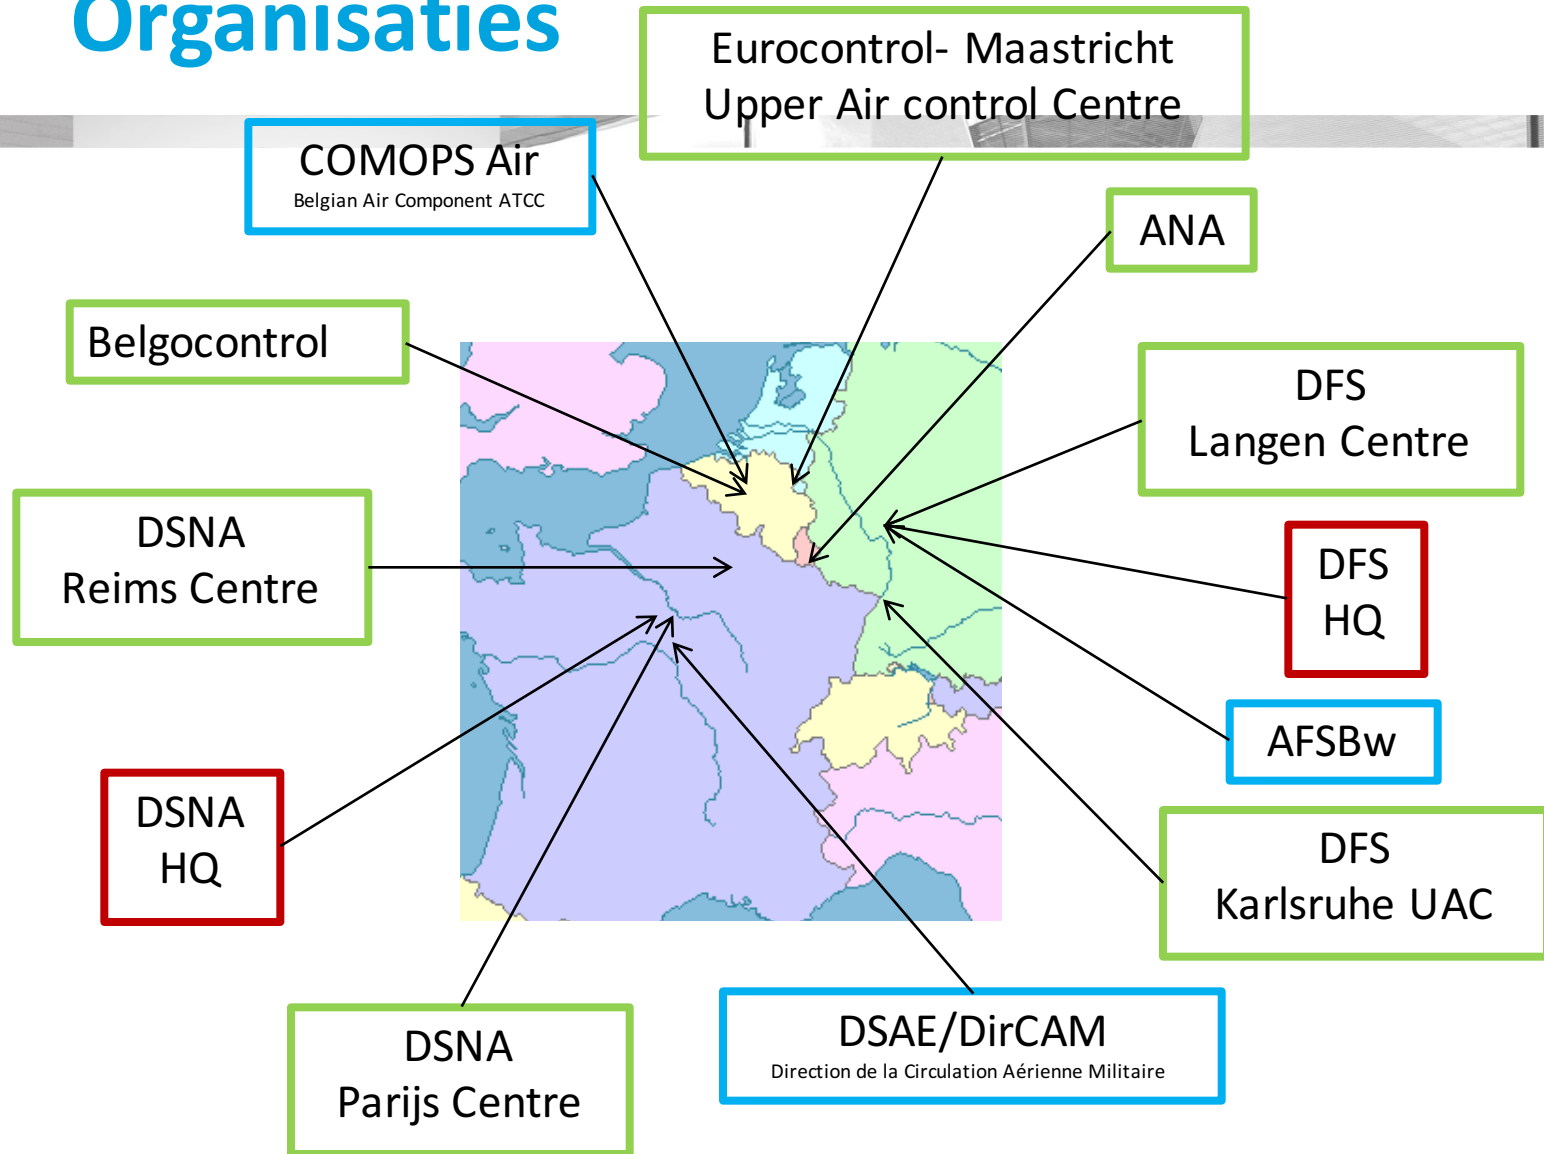 Organisaties
Eurocontrol- Maastricht
Upper Air control Centre
COMOPS Air
Belgian Air Component ATCC
ANA
Belgocontrol
DFS
Langen Centre
DSNA
Reims Centre
DFS
HQ
AFSBw
DSNA
HQ
DFS
Karlsruhe UAC
DSNA
Parijs Centre
DSAE/DirCAM
Direction de la Circulation Aérienne Militaire